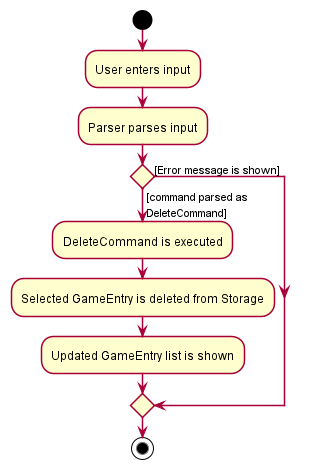 User enters input
Parser parses input
[Error message is shown]
[command parsed as
DeleteCommand]
DeleteCommand is executed
Selected GameEntry is deleted from Storage
Updated GameEntry list is shown